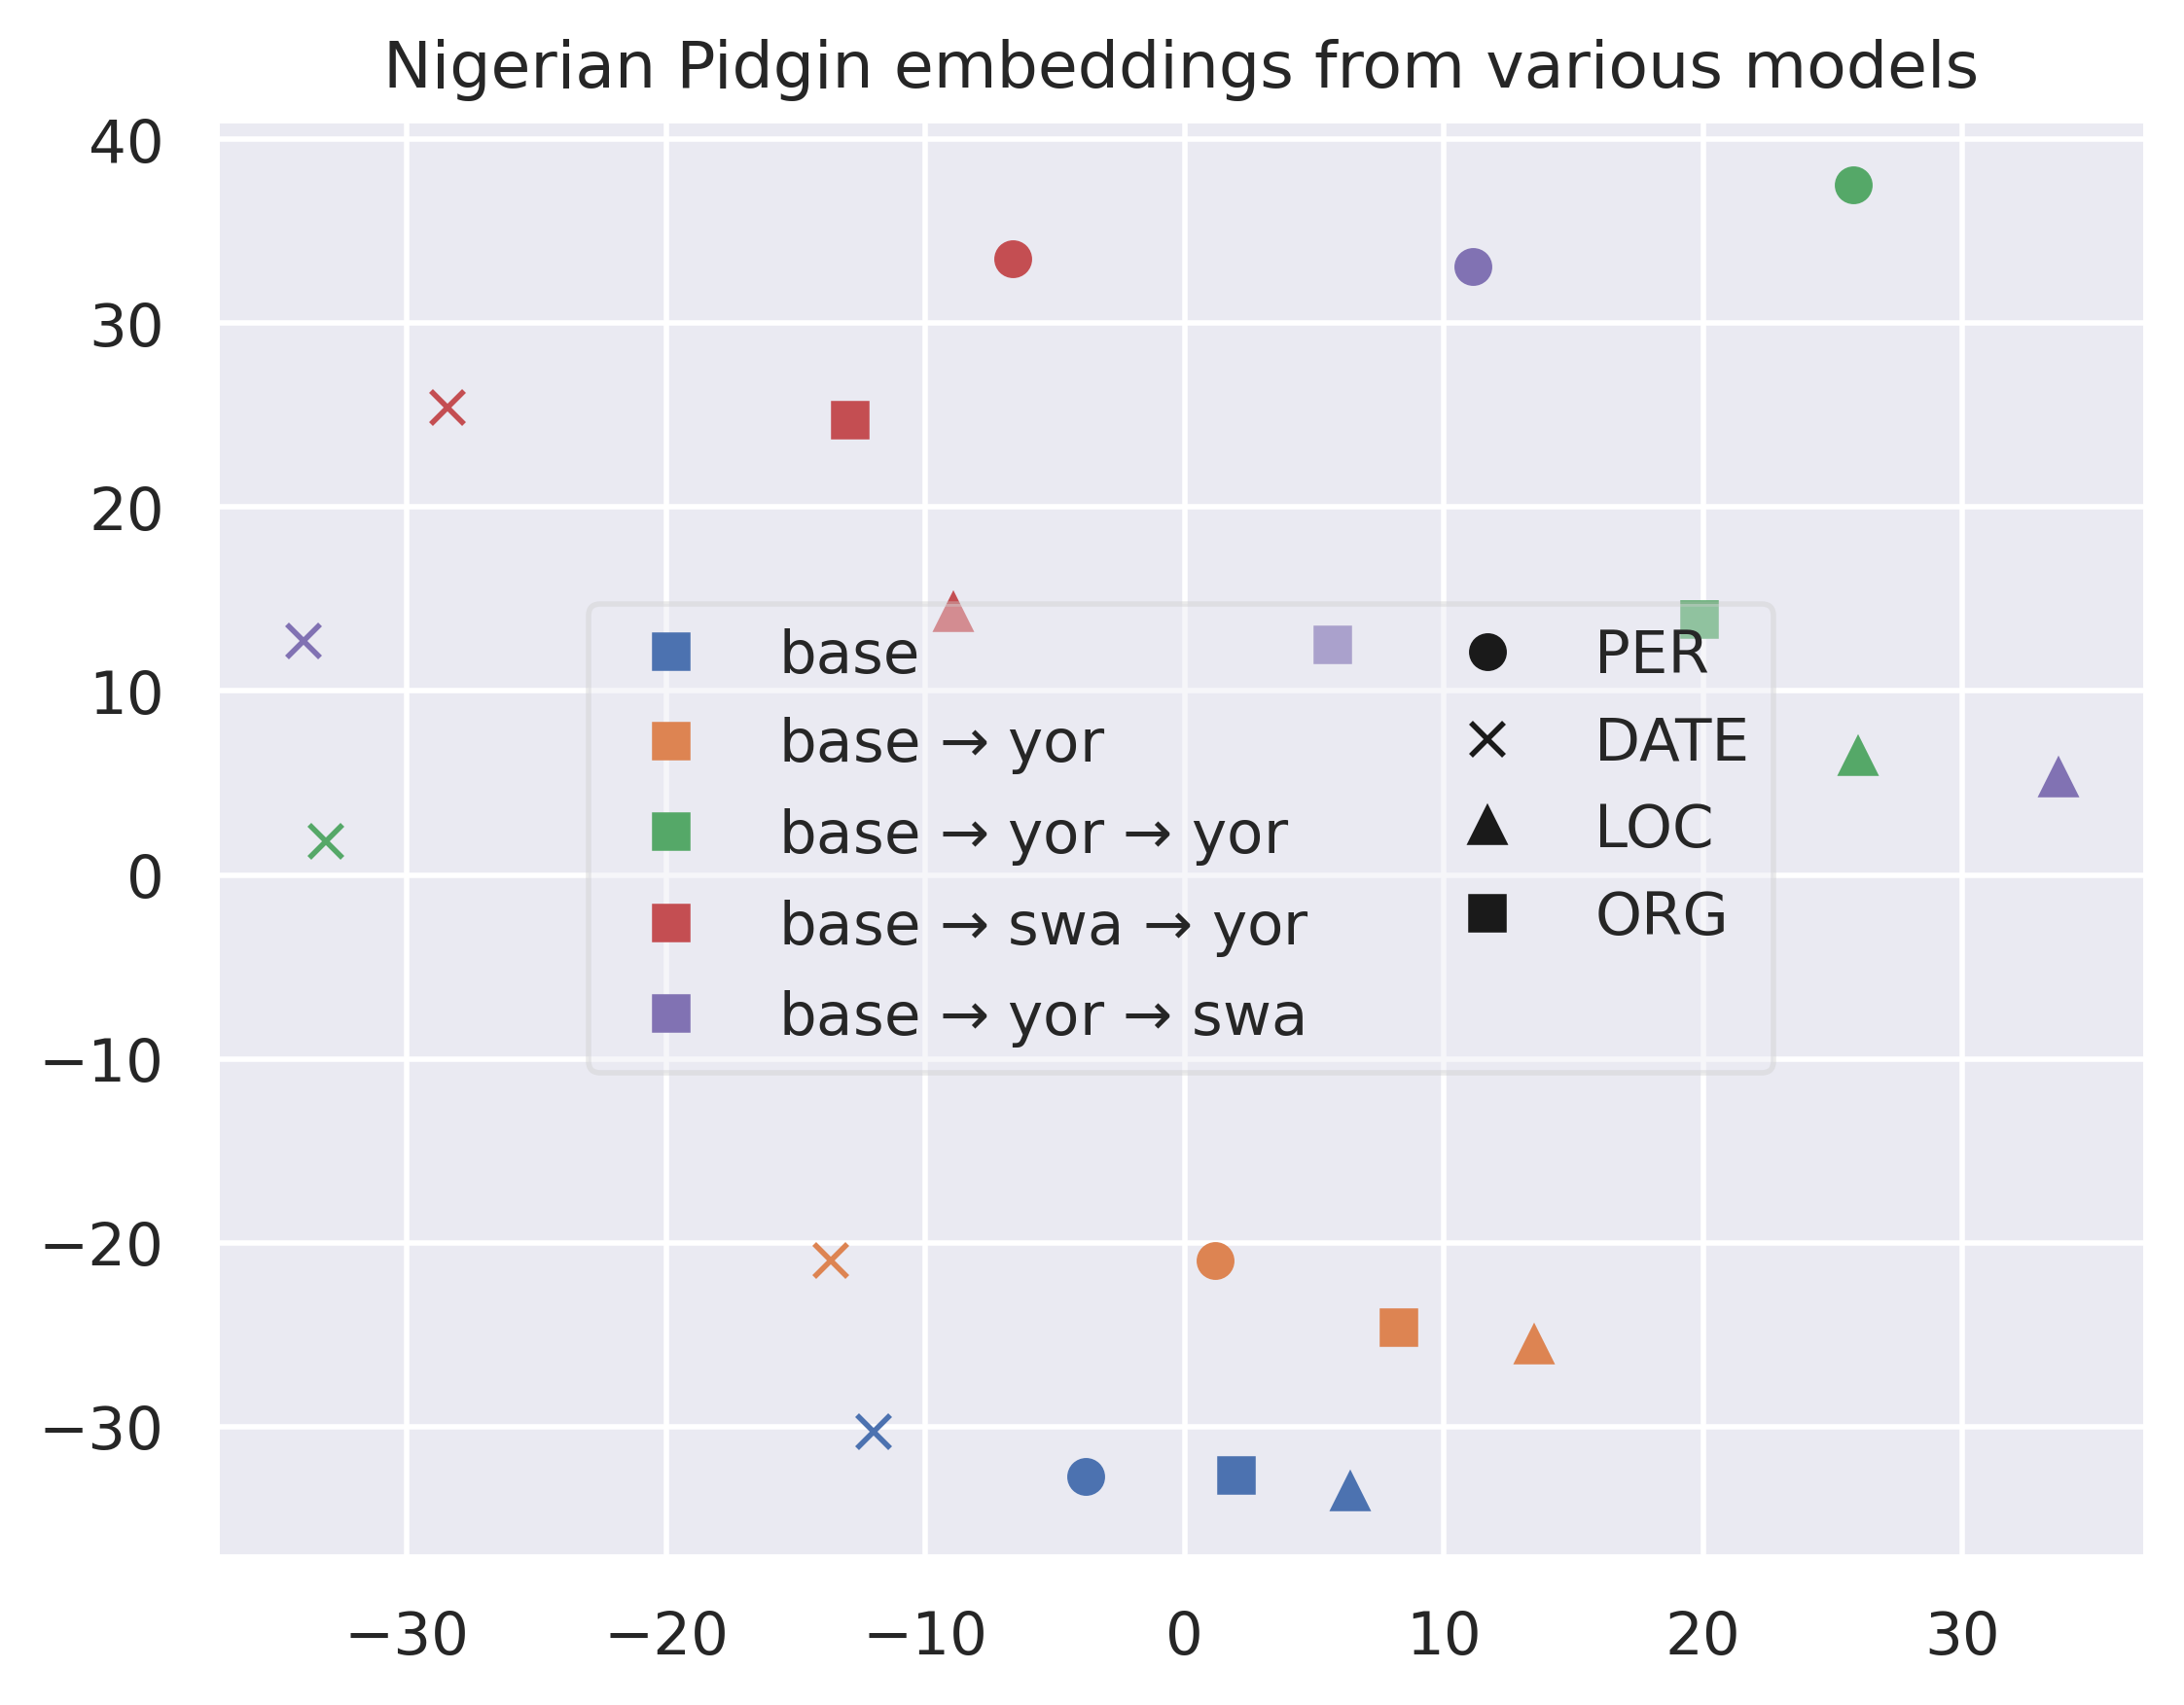 Nigerian Pidgin embeddings from various models
40
30
20
10
0
−10
−20
−30
base
base → yor
base → yor → yor
base → swa → yor
base → yor → swa
PER
DATE
LOC
ORG
−30 −20 −10 0 10 20 30